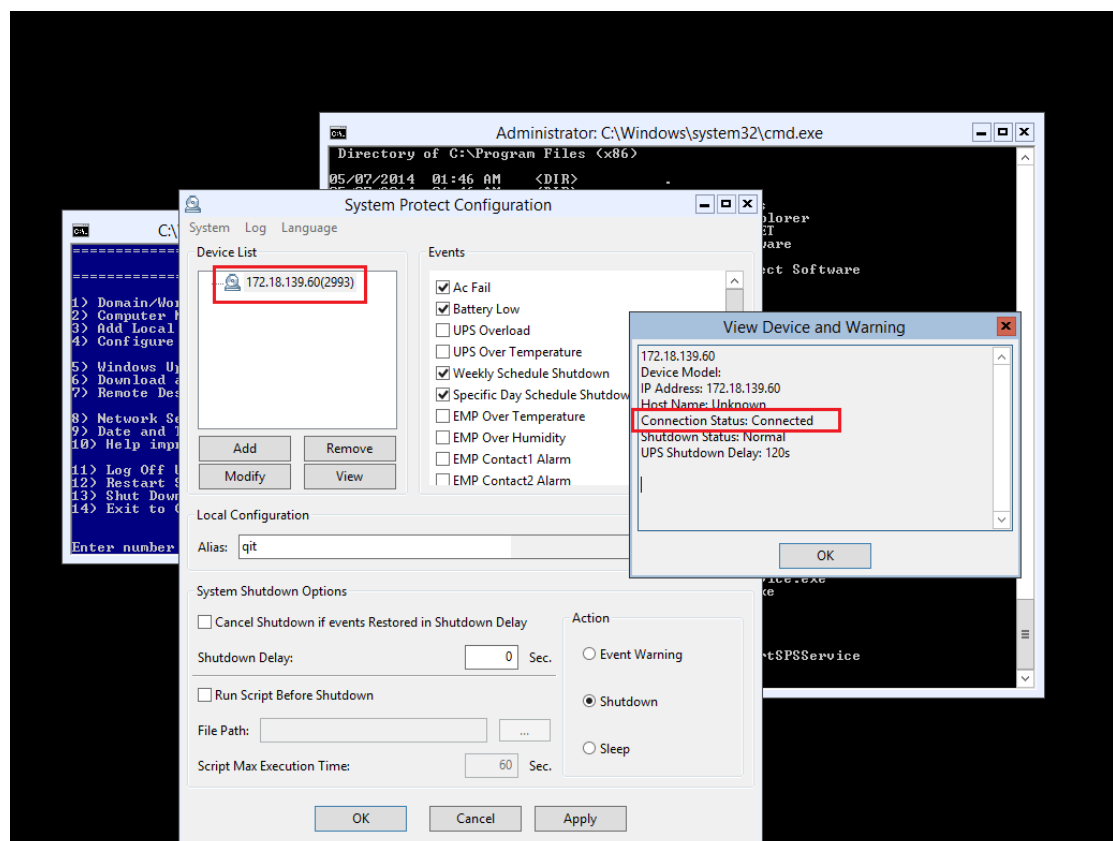 Administrator: C:\Windows\system32\cmd.exe
Directory of C:\Program Files (x86)
05/07/2014 01:46 AM <DIR> .
System Protect Configuration
System Log Language
Device List
172.18.139.60(2993)
Add Remove
Modify View
Events
Ac Fail
Battery Low
UPS Overload
UPS Over Temperature
Weekly Schedule Shutdown
Specific Day Schedule Shutdow
EMP Over Temperature
EMP Over Humidity
EMP Contact1 Alarm
EMP Contact2 Alarm
Local Configuration
Alias: qit
System Shutdown Options
Cancel Shutdown if events Restored in Shutdown Delay
Shutdown Delay: 0 Sec.
Run Script Before Shutdown
File Path: ...
Script Max Execution Time: 60 Sec.
Action
Event Warning
Shutdown
Sleep
OK Cancel Apply
View Device and Warning
172.18.139.60
Device Model:
IP Address: 172.18.139.60
Host Name: Unknown
Connection Status: Connected
Shutdown Status: Normal
UPS Shutdown Delay: 120s
OK
C:\
1) Domain/Wor
2) Computer
3) Add Local
4) Configure
5) Windows
6) Download a
7) Remote Des
8) Network Se
9) Date and
10) Help impr
11) Log Off
12) Restart
13) Shut Down
14) Exit to
Enter number
plorer
ware
ect Software
rtSPSService